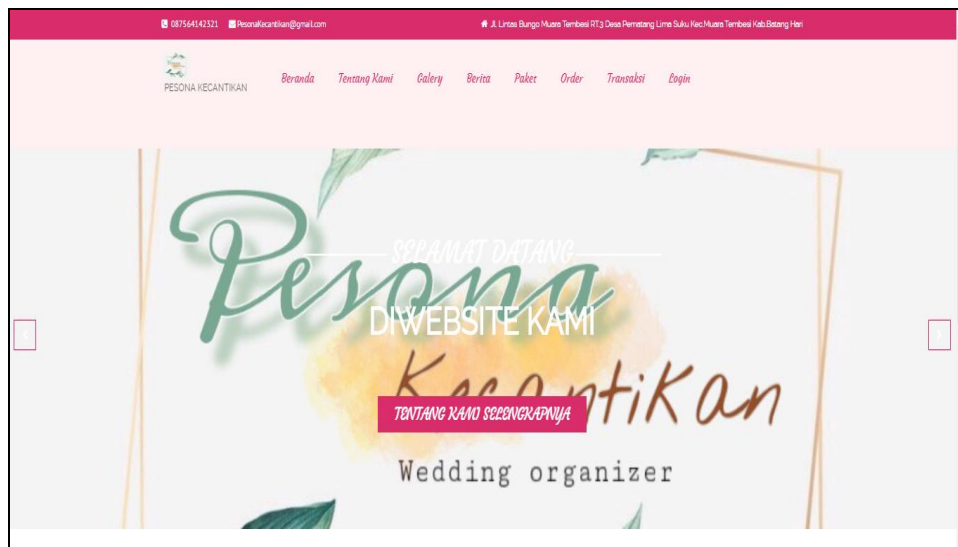 087564142321 PesonaKecantikan@gmail.com Jl. Lintas Bungo Muara Tembesi RT.3 Desa Pematang Lima Suku Kec.Muara Tembesi Kab.Batang Hari
PESONA KECANTIKAN
Beranda Tentang Kami Galery Berita Paket Order Transaksi Login
Pesona
SELAMAT DATANG
DIWEBSITE KAMI
Kecantikan
TENTANG KAMI SELENGKAPNYA
Wedding organizer